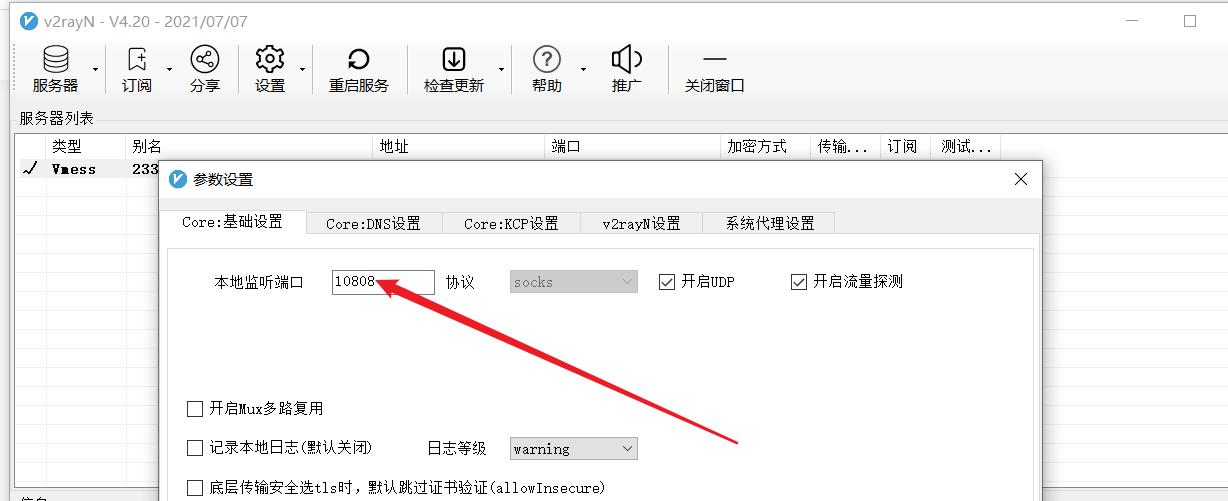 v2rayN - V4.20 - 2021/07/07
服务器 订阅 分享 设置 重启服务 检查更新 帮助 推广 关闭窗口
服务器列表
类型 别名 地址 端口 加密方式 传输... 订阅 测试...
Vmess 233
参数设置
Core:基础设置 Core:DNS设置 Core:KCP设置 v2rayN设置 系统代理设置
本地监听端口 10808 协议 socks 开启UDP 开启流量探测
开启Mux多路复用
记录本地日志(默认关闭) 日志等级 warning
底层传输安全选tls时，默认跳过证书验证(allowInsecure)